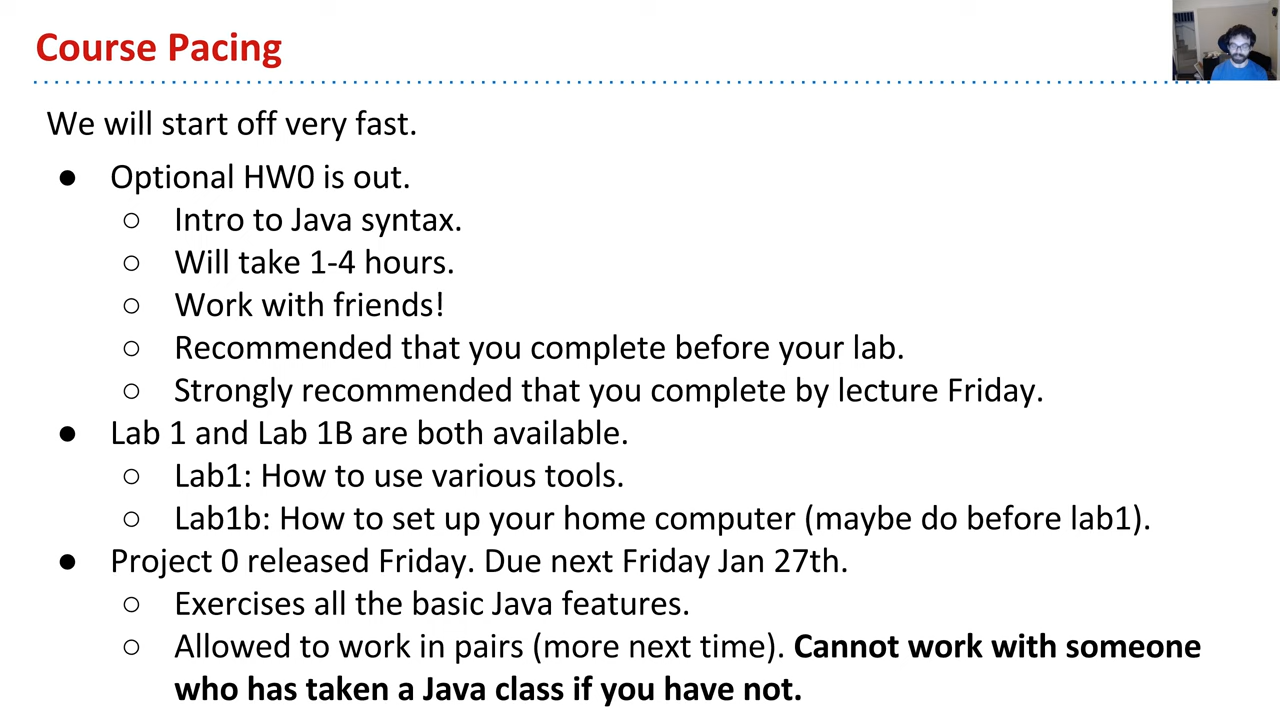 Course Pacing
We will start off very fast.
● Optional HW0 is out.
○ Intro to Java syntax.
○ Will take 1-4 hours.
○ Work with friends!
○ Recommended that you complete before your lab.
○ Strongly recommended that you complete by lecture Friday.
● Lab 1 and Lab 1B are both available.
○ Lab1: How to use various tools.
○ Lab1b: How to set up your home computer (maybe do before lab1).
● Project 0 released Friday. Due next Friday Jan 27th.
○ Exercises all the basic Java features.
○ Allowed to work in pairs (more next time). Cannot work with someone
who has taken a Java class if you have not.